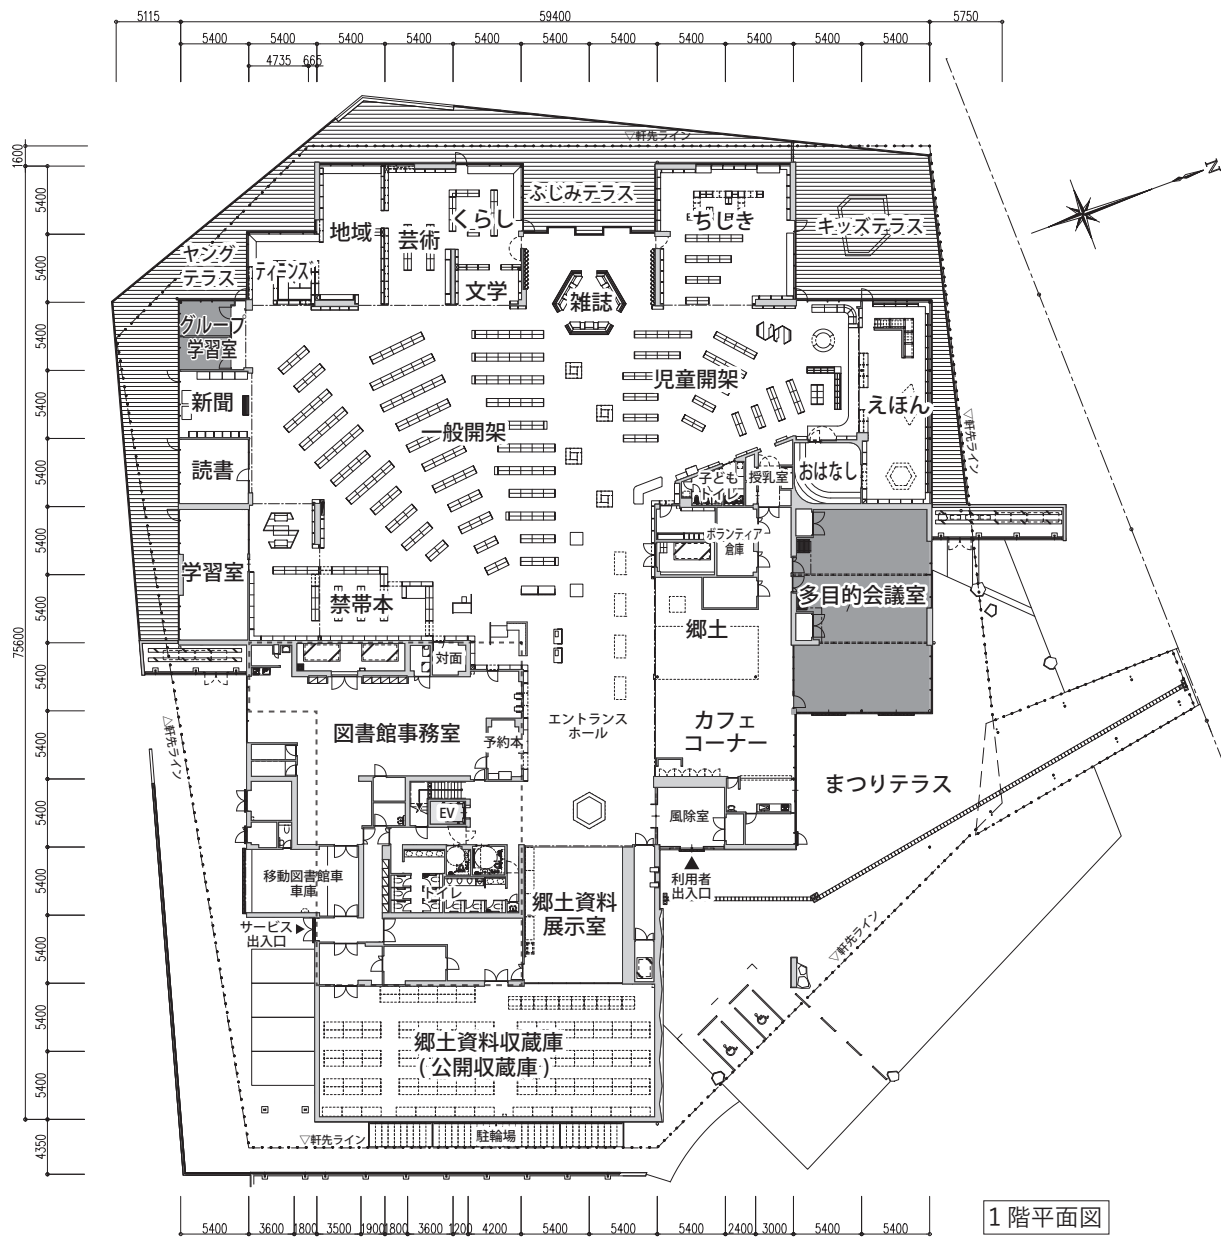 5115
59400
5750
5400
5400
5400
5400
5400
5400
5400
5400
5400
5400
5400
4735
665
1600
5400
5400
5400
5400
5400
5400
5400
5400
5400
5400
5400
5400
5400
5400
4350
75600
N
▽軒先ライン
ふじみテラス
キッズテラス
ヤング
テラス
ティーンズ
地域
芸術
くらし
文学
雑誌
ちしき
グループ
学習室
新聞
読書
学習室
一般開架
児童開架
えほん
おはなし
子ども
トイレ
授乳室
ボランティア
倉庫
▽軒先ライン
禁帯本
対面
郷土
多目的会議室
図書館事務室
予約本
エントランス
ホール
カフェ
コーナー
まつりテラス
▽軒先ライン
EV
風除室
利用者
出入口
移動図書館車
車庫
トイレ
郷土資料
展示室
サービス
出入口
▽軒先ライン
郷土資料収蔵庫
(公開収蔵庫)
▽軒先ライン
駐輪場
5400
3600
1800
3500
1900
1800
3600
1200
4200
5400
5400
5400
2400
3000
5400
5400
1階平面図